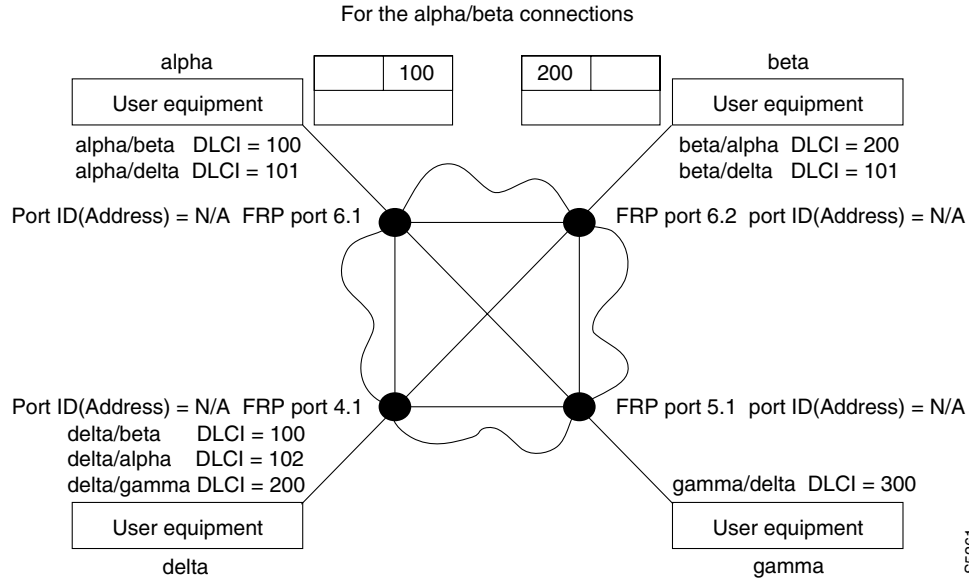 For the alpha/beta connections
alpha
100
200
beta
User equipment
User equipment
alpha/beta DLCI = 100
alpha/delta DLCI = 101
beta/alpha DLCI = 200
beta/delta DLCI = 101
Port ID(Address) = N/A FRP port 6.1
FRP port 6.2 port ID(Address) = N/A
Port ID(Address) = N/A FRP port 4.1
FRP port 5.1 port ID(Address) = N/A
delta/beta DLCI = 100
delta/alpha DLCI = 102
delta/gamma DLCI = 200
gamma/delta DLCI = 300
User equipment
User equipment
delta
gamma